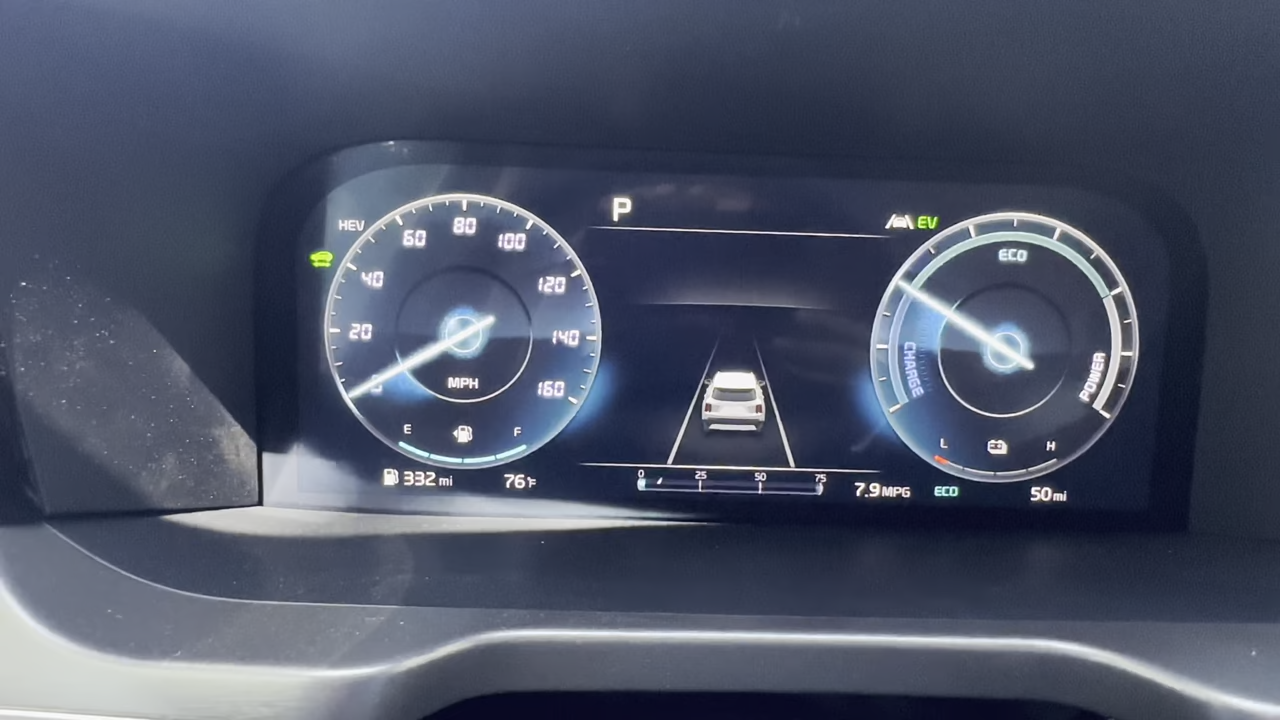 P
HEV
EV
20
40
60
80
100
120
140
160
MPH
E
F
332 mi
76°F
0
25
50
75
7.9 MPG
ECO
CHARGE
POWER
L
H
ECO
50 mi